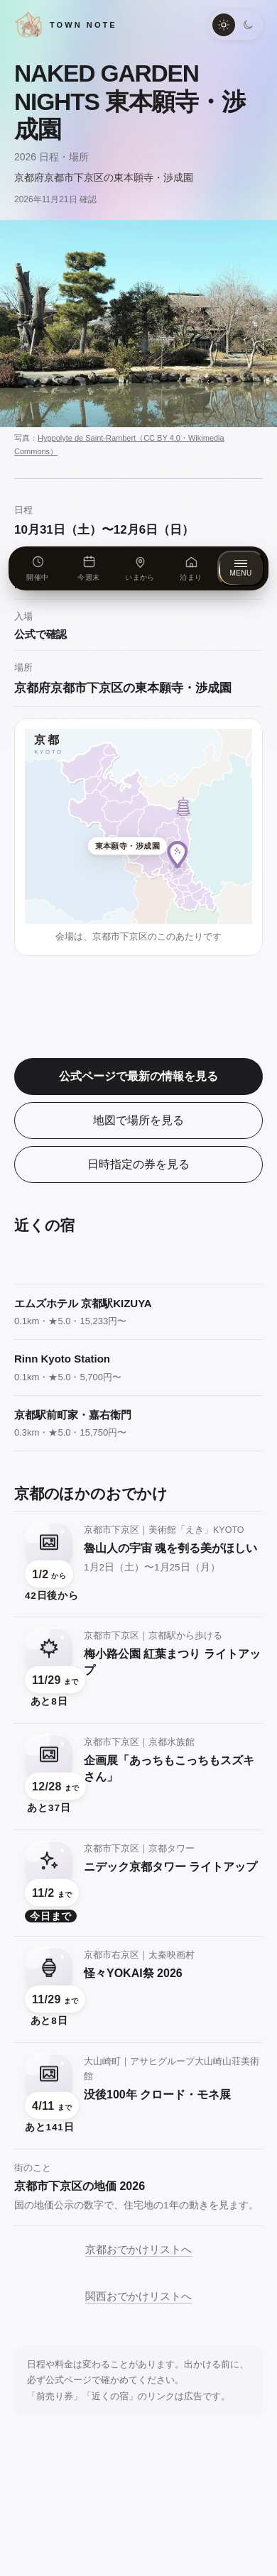 TOWN NOTE
NAKED GARDEN
NIGHTS 東本願寺・渉
成園
2026 日程・場所
京都府京都市下京区の東本願寺・渉成園
2026年11月21日 確認
写真：Hyppolyte de Saint-Rambert（CC BY 4.0・Wikimedia
Commons）
日程
10月31日（土）〜12月6日（日）
開催中
今週末
いまから
泊まり
MENU
入場
公式で確認
場所
京都府京都市下京区の東本願寺・渉成園
京都
KYOTO
東本願寺・渉成園
会場は、京都市下京区のこのあたりです
公式ページで最新の情報を見る
地図で場所を見る
日時指定の券を見る
近くの宿
エムズホテル 京都駅KIZUYA
0.1km・★5.0・15,233円〜
Rinn Kyoto Station
0.1km・★5.0・5,700円〜
京都駅前町家・嘉右衛門
0.3km・★5.0・15,750円〜
京都のほかのおでかけ
京都市下京区｜美術館「えき」KYOTO
魯山人の宇宙 魂を刳る美がほしい
1月2日（土）〜1月25日（月）
1/2 から
42日後から
京都市下京区｜京都駅から歩ける
梅小路公園 紅葉まつり ライトアッ
プ
11/29 まで
あと8日
京都市下京区｜京都水族館
企画展「あっちもこっちもスズキ
さん」
12/28 まで
あと37日
京都市下京区｜京都タワー
ニデック京都タワー ライトアップ
11/2 まで
今日まで
京都市右京区｜太秦映画村
怪々YOKAI祭 2026
11/29 まで
あと8日
大山崎町｜アサヒグループ大山崎山荘美術
館
没後100年 クロード・モネ展
4/11 まで
あと141日
街のこと
京都市下京区の地価 2026
国の地価公示の数字で、住宅地の1年の動きを見ます。
京都おでかけリストへ
関西おでかけリストへ
日程や料金は変わることがあります。出かける前に、
必ず公式ページで確かめてください。
「前売り券」「近くの宿」のリンクは広告です。